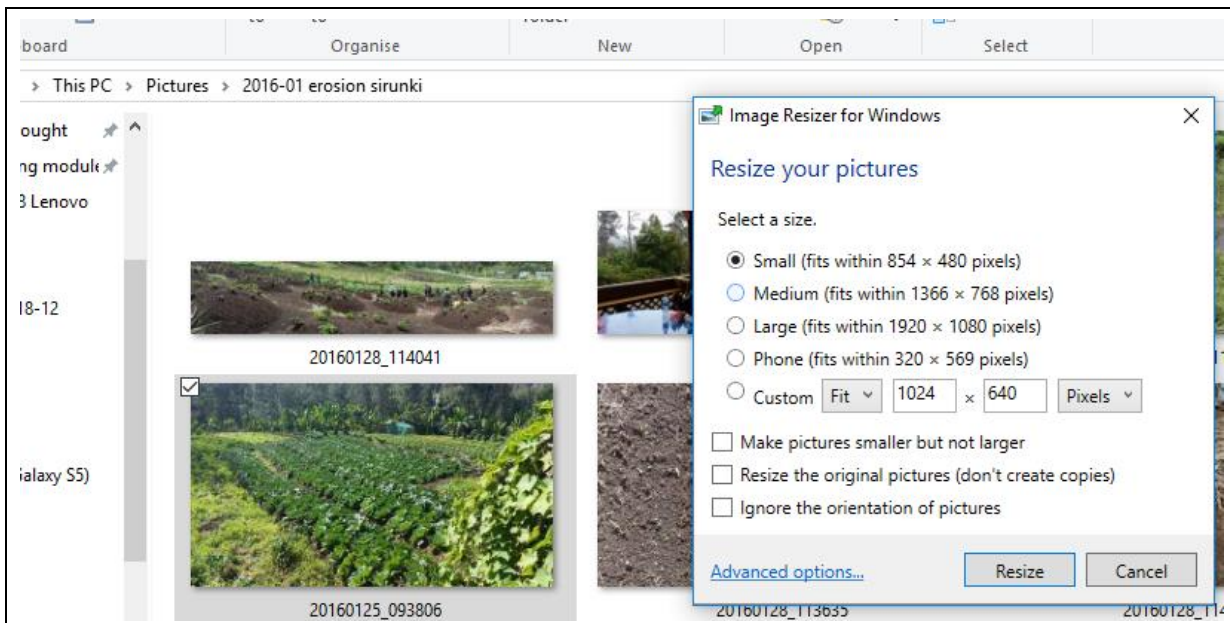 board Organise New Open Select
> This PC > Pictures > 2016-01 erosion sirunki
ought
ng module
3 Lenovo
18-12
Galaxy S5)
20160128_114041
20160125_093806
20160128_113635
Image Resizer for Windows
Resize your pictures
Select a size.
Small (fits within 854 × 480 pixels)
Medium (fits within 1366 × 768 pixels)
Large (fits within 1920 × 1080 pixels)
Phone (fits within 320 × 569 pixels)
Custom Fit 1024 × 640 Pixels
Make pictures smaller but not larger
Resize the original pictures (don't create copies)
Ignore the orientation of pictures
Advanced options... Resize Cancel
20160128_114